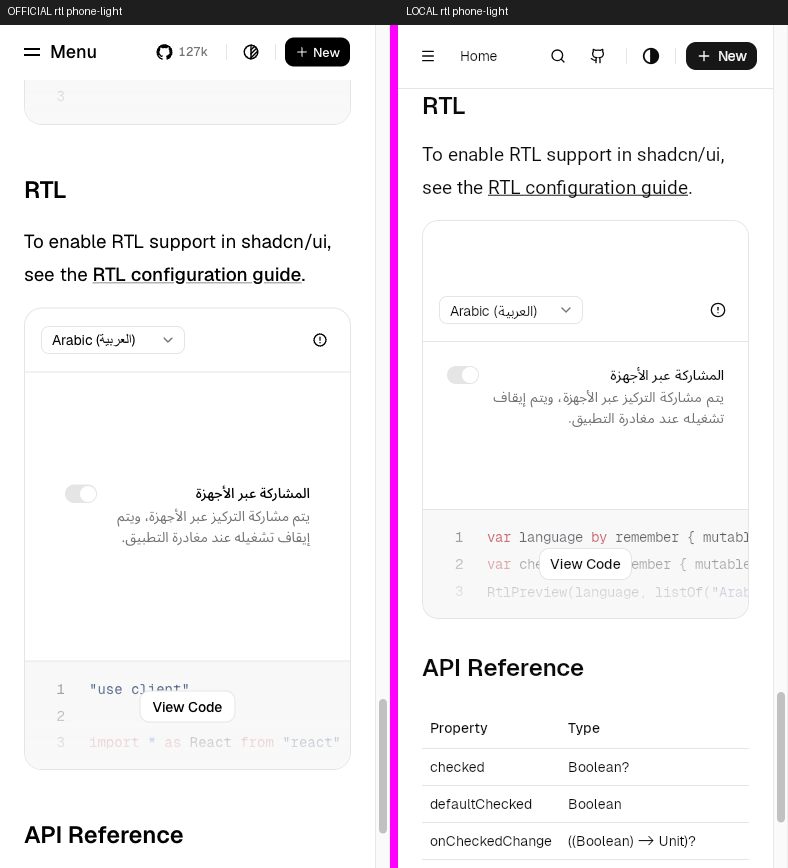 OFFICIAL rtl phone-light
Menu
127k
New
3
RTL
To enable RTL support in shadcn/ui,
see the RTL configuration guide.
Arabic (العربية)
المشاركة عبر الأجهزة
يتم مشاركة التركيز عبر الأجهزة، ويتم
إيقاف تشغيله عند مغادرة التطبيق.
1 "use client"
2
View Code
3 import * as React from "react"
API Reference
LOCAL rtl phone-light
Home
New
RTL
To enable RTL support in shadcn/ui,
see the RTL configuration guide.
Arabic (العربية)
المشاركة عبر الأجهزة
يتم مشاركة التركيز عبر الأجهزة، ويتم إيقاف
تشغيله عند مغادرة التطبيق.
1 var language by remember { mutabl
2 var che ember { mutable
View Code
3 RtlPreview(language, listOf("Arab
API Reference
Property Type
checked Boolean?
defaultChecked Boolean
onCheckedChange ((Boolean) -> Unit)?